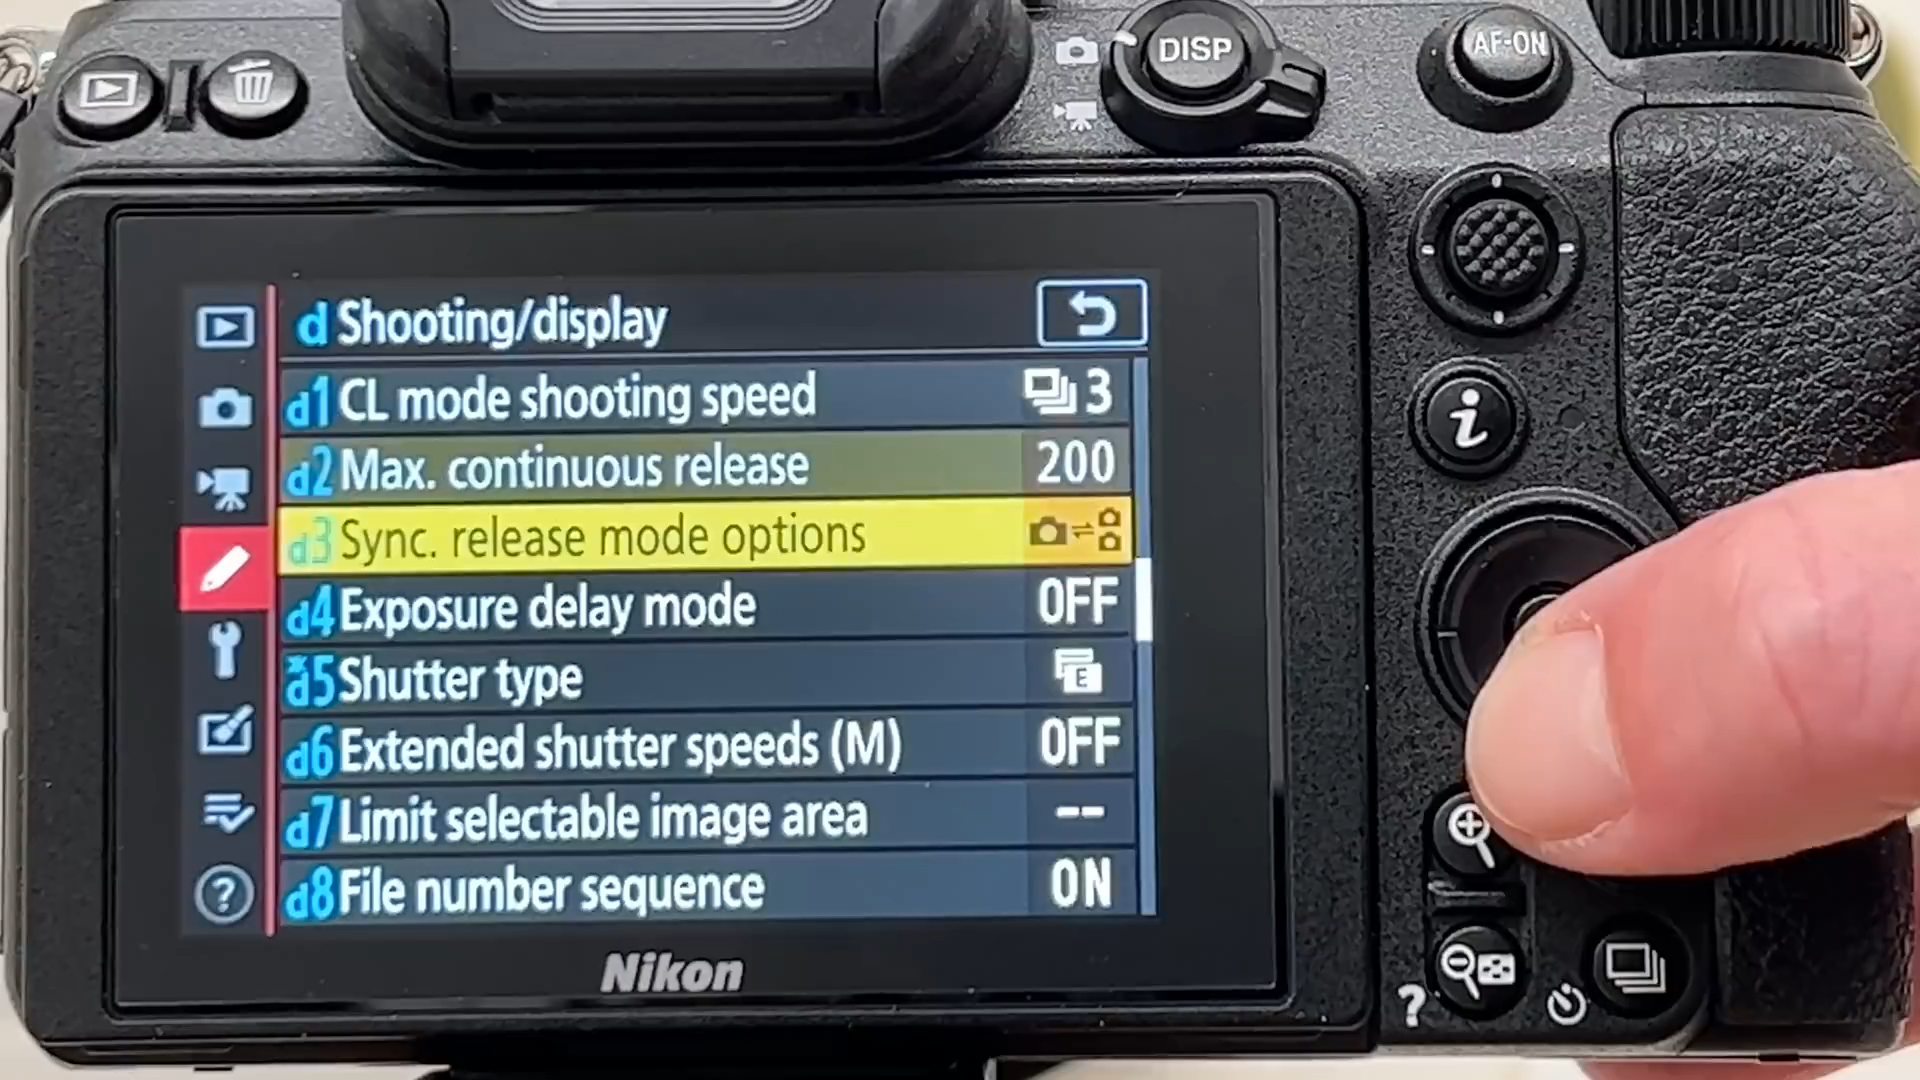 DISP
AF-ON
d Shooting/display
d1 CL mode shooting speed 3
d2 Max. continuous release 200
d3 Sync. release mode options
d4 Exposure delay mode OFF
d5 Shutter type E
d6 Extended shutter speeds (M) OFF
d7 Limit selectable image area --
d8 File number sequence ON
Nikon
i
?